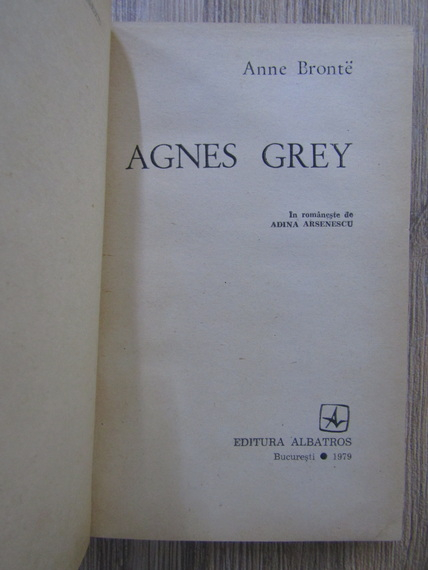 Anne Brontë
AGNES GREY
In românește de
ADINA ARSENESCU
EDITURA ALBATROS
București ● 1979